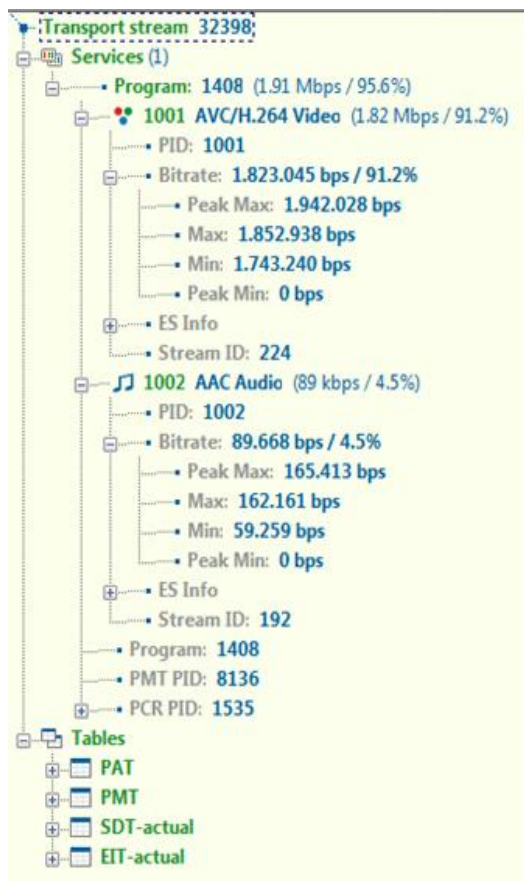 Transport stream 32398
Services (1)
Program: 1408 (1.91 Mbps / 95.6%)
1001 AVC/H.264 Video (1.82 Mbps / 91.2%)
PID: 1001
Bitrate: 1.823.045 bps / 91.2%
Peak Max: 1.942.028 bps
Max: 1.852.938 bps
Min: 1.743.240 bps
Peak Min: 0 bps
ES Info
Stream ID: 224
1002 AAC Audio (89 kbps / 4.5%)
PID: 1002
Bitrate: 89.668 bps / 4.5%
Peak Max: 165.413 bps
Max: 162.161 bps
Min: 59.259 bps
Peak Min: 0 bps
ES Info
Stream ID: 192
Program: 1408
PMT PID: 8136
PCR PID: 1535
Tables
PAT
PMT
SDT-actual
EIT-actual